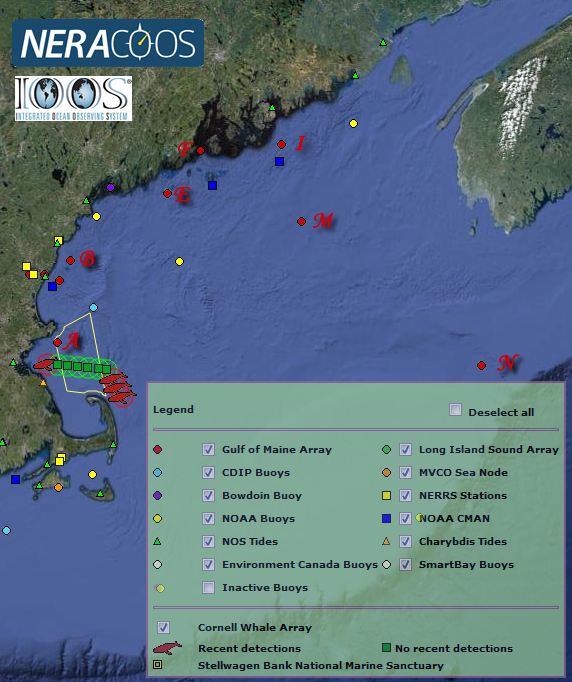 NERACOOS
IOOS®
INTEGRATED OCEAN OBSERVING SYSTEM
F
I
E
M
B
A
N
Legend
Deselect all
Gulf of Maine Array
Long Island Sound Array
CDIP Buoys
MVCO Sea Node
Bowdoin Buoy
NERRS Stations
NOAA Buoys
NOAA CMAN
NOS Tides
Charybdis Tides
Environment Canada Buoys
SmartBay Buoys
Inactive Buoys
Cornell Whale Array
Recent detections
No recent detections
Stellwagen Bank National Marine Sanctuary